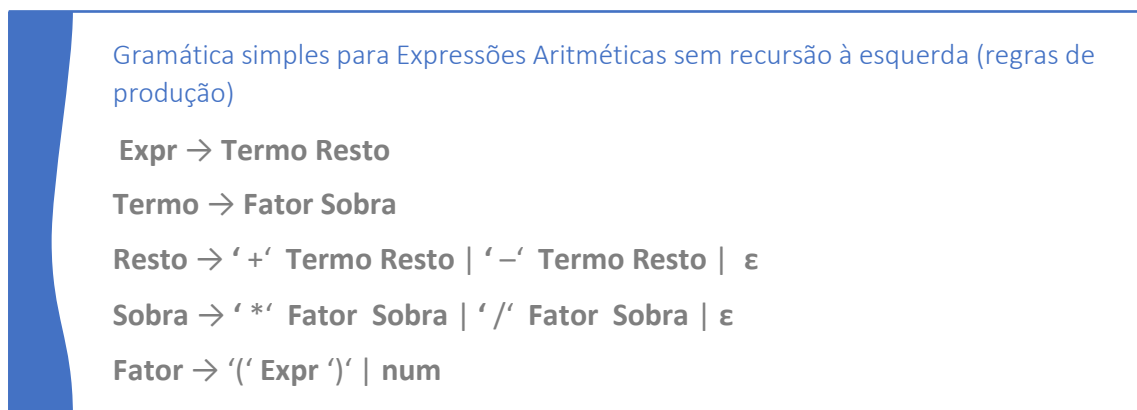 Gramática simples para Expressões Aritméticas sem recursão à esquerda (regras de
produção)
Expr → Termo Resto
Termo → Fator Sobra
Resto → ‘ +‘ Termo Resto | ‘ –‘ Termo Resto | ε
Sobra → ‘ *‘ Fator Sobra | ‘ /‘ Fator Sobra | ε
Fator → ‘(‘ Expr ‘)‘ | num